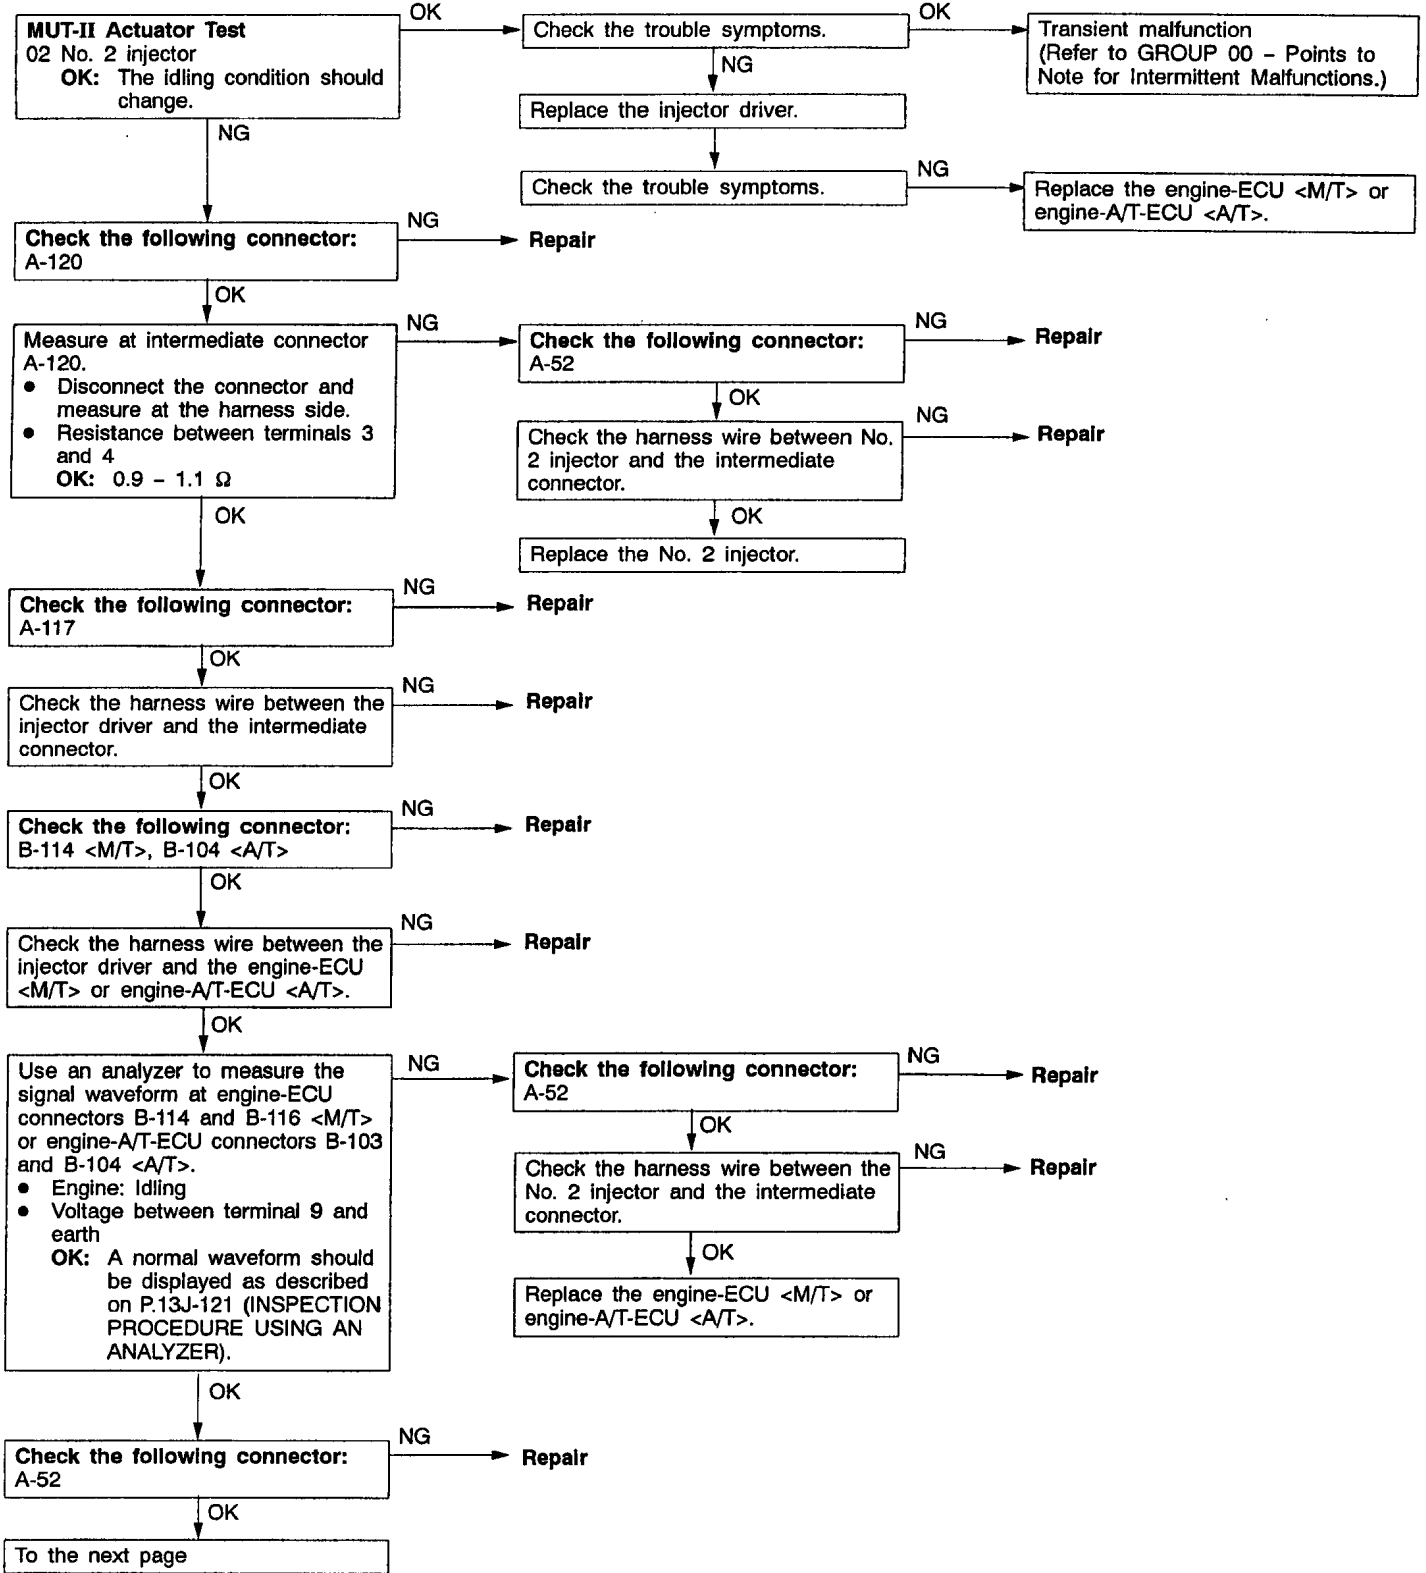 MUT-II Actuator Test
02 No. 2 injector
OK: The idling condition should
change.
OK
Check the trouble symptoms.
OK
Transient malfunction
(Refer to GROUP 00 – Points to
Note for Intermittent Malfunctions.)
NG
Replace the injector driver.
Check the trouble symptoms.
NG
Replace the engine-ECU <M/T> or
engine-A/T-ECU <A/T>.
NG
Check the following connector:
A-120
NG
Repair
OK
Measure at intermediate connector
A-120.
● Disconnect the connector and
measure at the harness side.
● Resistance between terminals 3
and 4
OK: 0.9 – 1.1 Ω
NG
Check the following connector:
A-52
NG
Repair
OK
Check the harness wire between No.
2 injector and the intermediate
connector.
NG
Repair
OK
Replace the No. 2 injector.
OK
Check the following connector:
A-117
NG
Repair
OK
Check the harness wire between the
injector driver and the intermediate
connector.
NG
Repair
OK
Check the following connector:
B-114 <M/T>, B-104 <A/T>
NG
Repair
OK
Check the harness wire between the
injector driver and the engine-ECU
<M/T> or engine-A/T-ECU <A/T>.
NG
Repair
OK
Use an analyzer to measure the
signal waveform at engine-ECU
connectors B-114 and B-116 <M/T>
or engine-A/T-ECU connectors B-103
and B-104 <A/T>.
● Engine: Idling
● Voltage between terminal 9 and
earth
OK: A normal waveform should
be displayed as described
on P.13J-121 (INSPECTION
PROCEDURE USING AN
ANALYZER).
NG
Check the following connector:
A-52
NG
Repair
OK
Check the harness wire between the
No. 2 injector and the intermediate
connector.
NG
Repair
OK
Replace the engine-ECU <M/T> or
engine-A/T-ECU <A/T>.
OK
Check the following connector:
A-52
NG
Repair
OK
To the next page